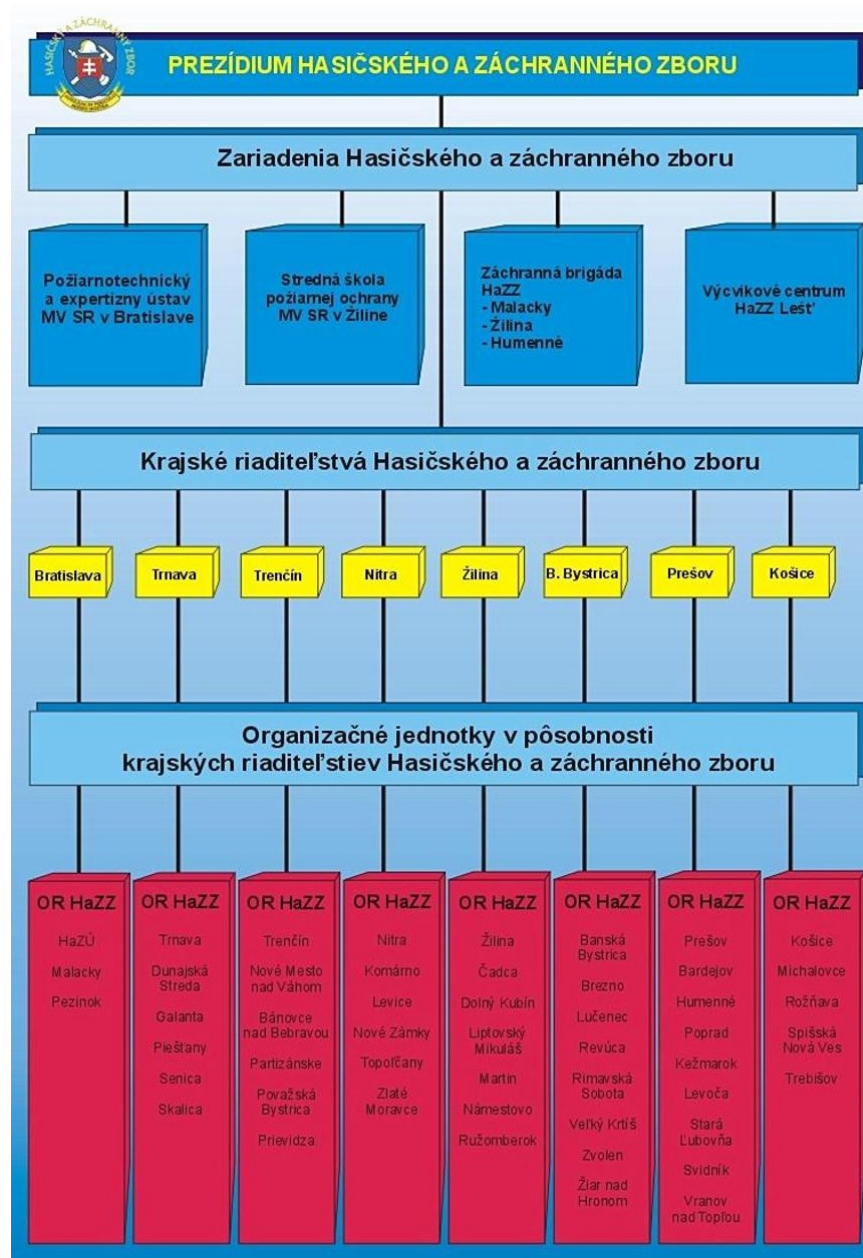 HASIČSKÝ A ZÁCHRANNÝ ZBOR
PREZÍDIUM HASIČSKÉHO A ZÁCHRANNÉHO ZBORU
Zariadenia Hasičského a záchranného zboru
Požiarnotechnický
a expertízny ústav
MV SR v Bratislave
Stredná škola
požiarnej ochrany
MV SR v Žiline
Záchranná brigáda
HaZZ
- Malacky
- Žilina
- Humenné
Výcvikové centrum
HaZZ Lešť
Krajské riaditeľstvá Hasičského a záchranného zboru
Bratislava
Trnava
Trenčín
Nitra
Žilina
B. Bystrica
Prešov
Košice
Organizačné jednotky v pôsobnosti
krajských riaditeľstiev Hasičského a záchranného zboru
OR HaZZ
HaZÚ
Malacky
Pezinok
OR HaZZ
Trnava
Dunajská
Streda
Galanta
Piešťany
Senica
Skalica
OR HaZZ
Trenčín
Nové Mesto
nad Váhom
Bánovce
nad Bebravou
Partizánske
Považská
Bystrica
Prievidza
OR HaZZ
Nitra
Komárno
Levice
Nové Zámky
Topoľčany
Zlaté
Moravce
OR HaZZ
Žilina
Čadca
Dolný Kubín
Liptovský
Mikuláš
Martin
Námestovo
Ružomberok
OR HaZZ
Banská
Bystrica
Brezno
Lučenec
Revúca
Rimavská
Sobota
Veľký Krtíš
Zvolen
Žiar nad
Hronom
OR HaZZ
Prešov
Bardejov
Humenné
Poprad
Kežmarok
Levoča
Stará
Ľubovňa
Svidník
Vranov
nad Topľou
OR HaZZ
Košice
Michalovce
Rožňava
Spišská
Nová Ves
Trebišov